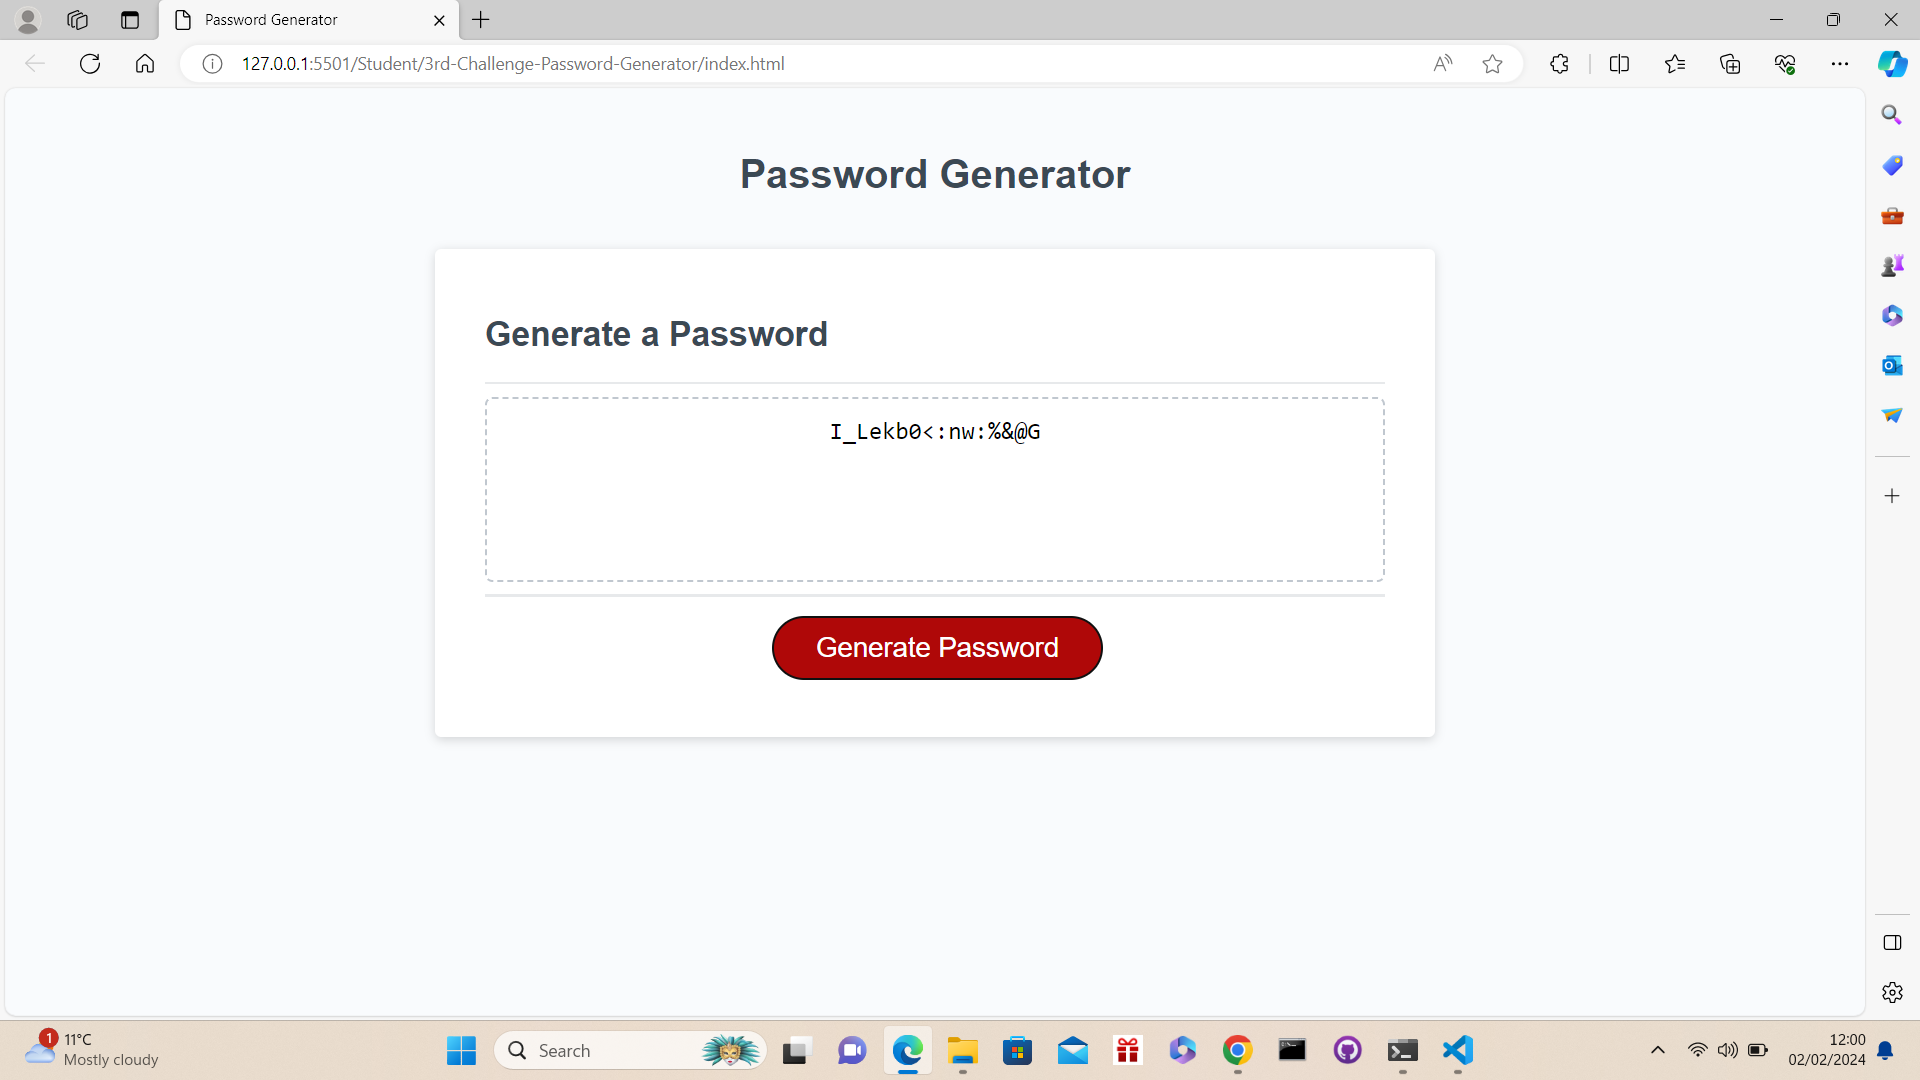 Password Generator
127.0.0.1:5501/Student/3rd-Challenge-Password-Generator/index.html
Password Generator
Generate a Password
I_Lekb0<:nw:%&@G
Generate Password
1
11°C
Mostly cloudy
Search
12:00
02/02/2024